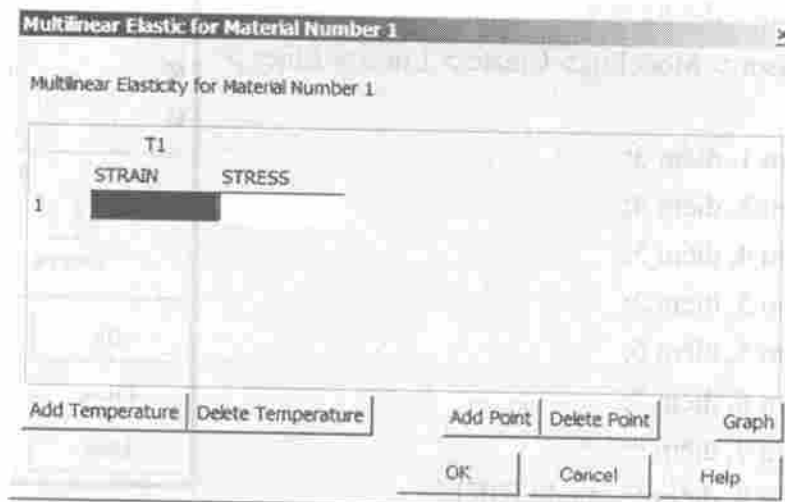 Multilinear Elastic for Material Number 1
Multilinear Elasticity for Material Number 1
T1
STRAIN STRESS
1
Add Temperature Delete Temperature Add Point Delete Point Graph
OK Cancel Help